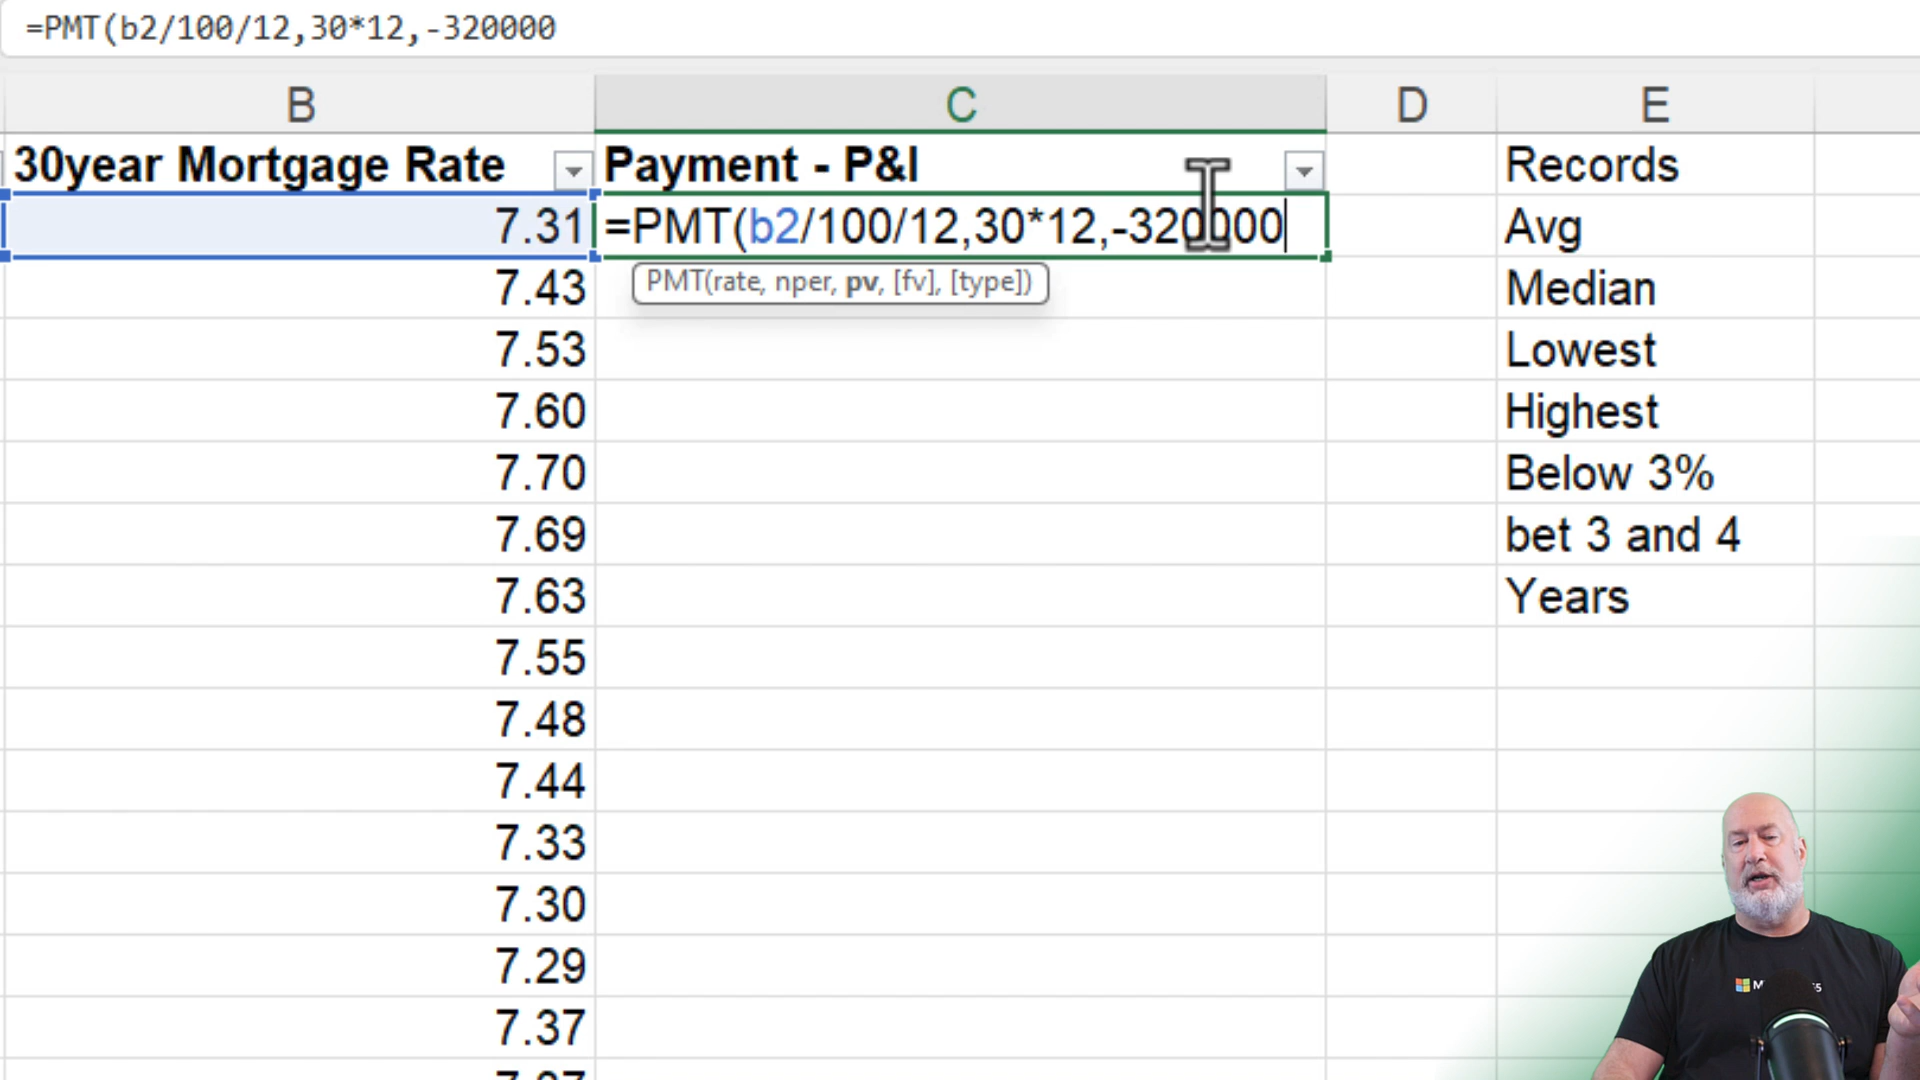 =PMT(b2/100/12,30*12,-320000
B C D E
30year Mortgage Rate Payment - P&I Records
7.31 =PMT(b2/100/12,30*12,-320000 Avg
PMT(rate, nper, pv, [fv], [type])
7.43 Median
7.53 Lowest
7.60 Highest
7.70 Below 3%
7.69 bet 3 and 4
7.63 Years
7.55
7.48
7.44
7.33
7.30
7.29
7.37